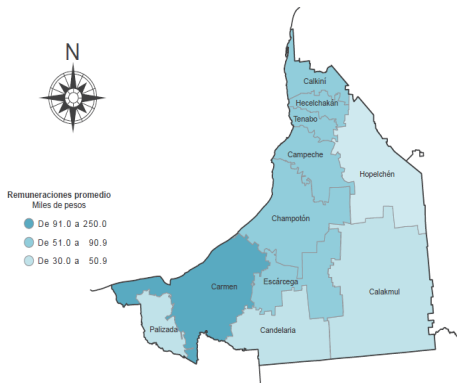 N
Calkiní
Hecelchakán
Tenabo
Campeche
Hopelchén
Champotón
Carmen
Escárcega
Calakmul
Palizada
Candelaria
Remuneraciones promedio
Miles de pesos
De 91.0 a 250.0
De 51.0 a 90.9
De 30.0 a 50.9